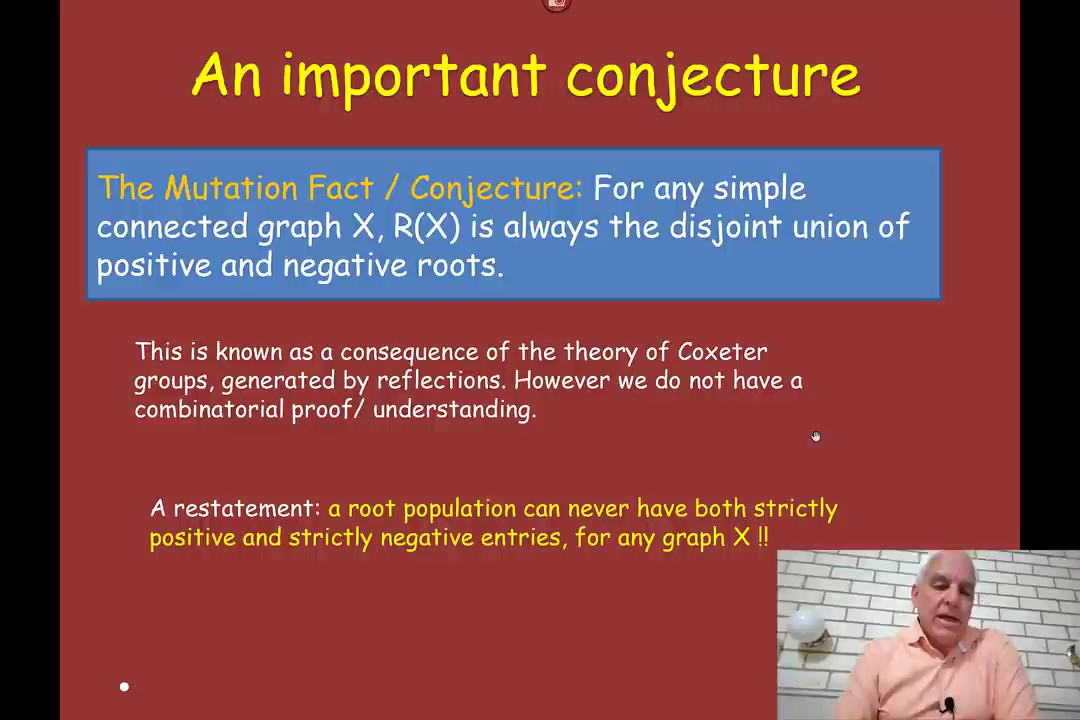 An important conjecture
The Mutation Fact / Conjecture: For any simple
connected graph X, R(X) is always the disjoint union of
positive and negative roots.
This is known as a consequence of the theory of Coxeter
groups, generated by reflections. However we do not have a
combinatorial proof/ understanding.
A restatement: a root population can never have both strictly
positive and strictly negative entries, for any graph X !!